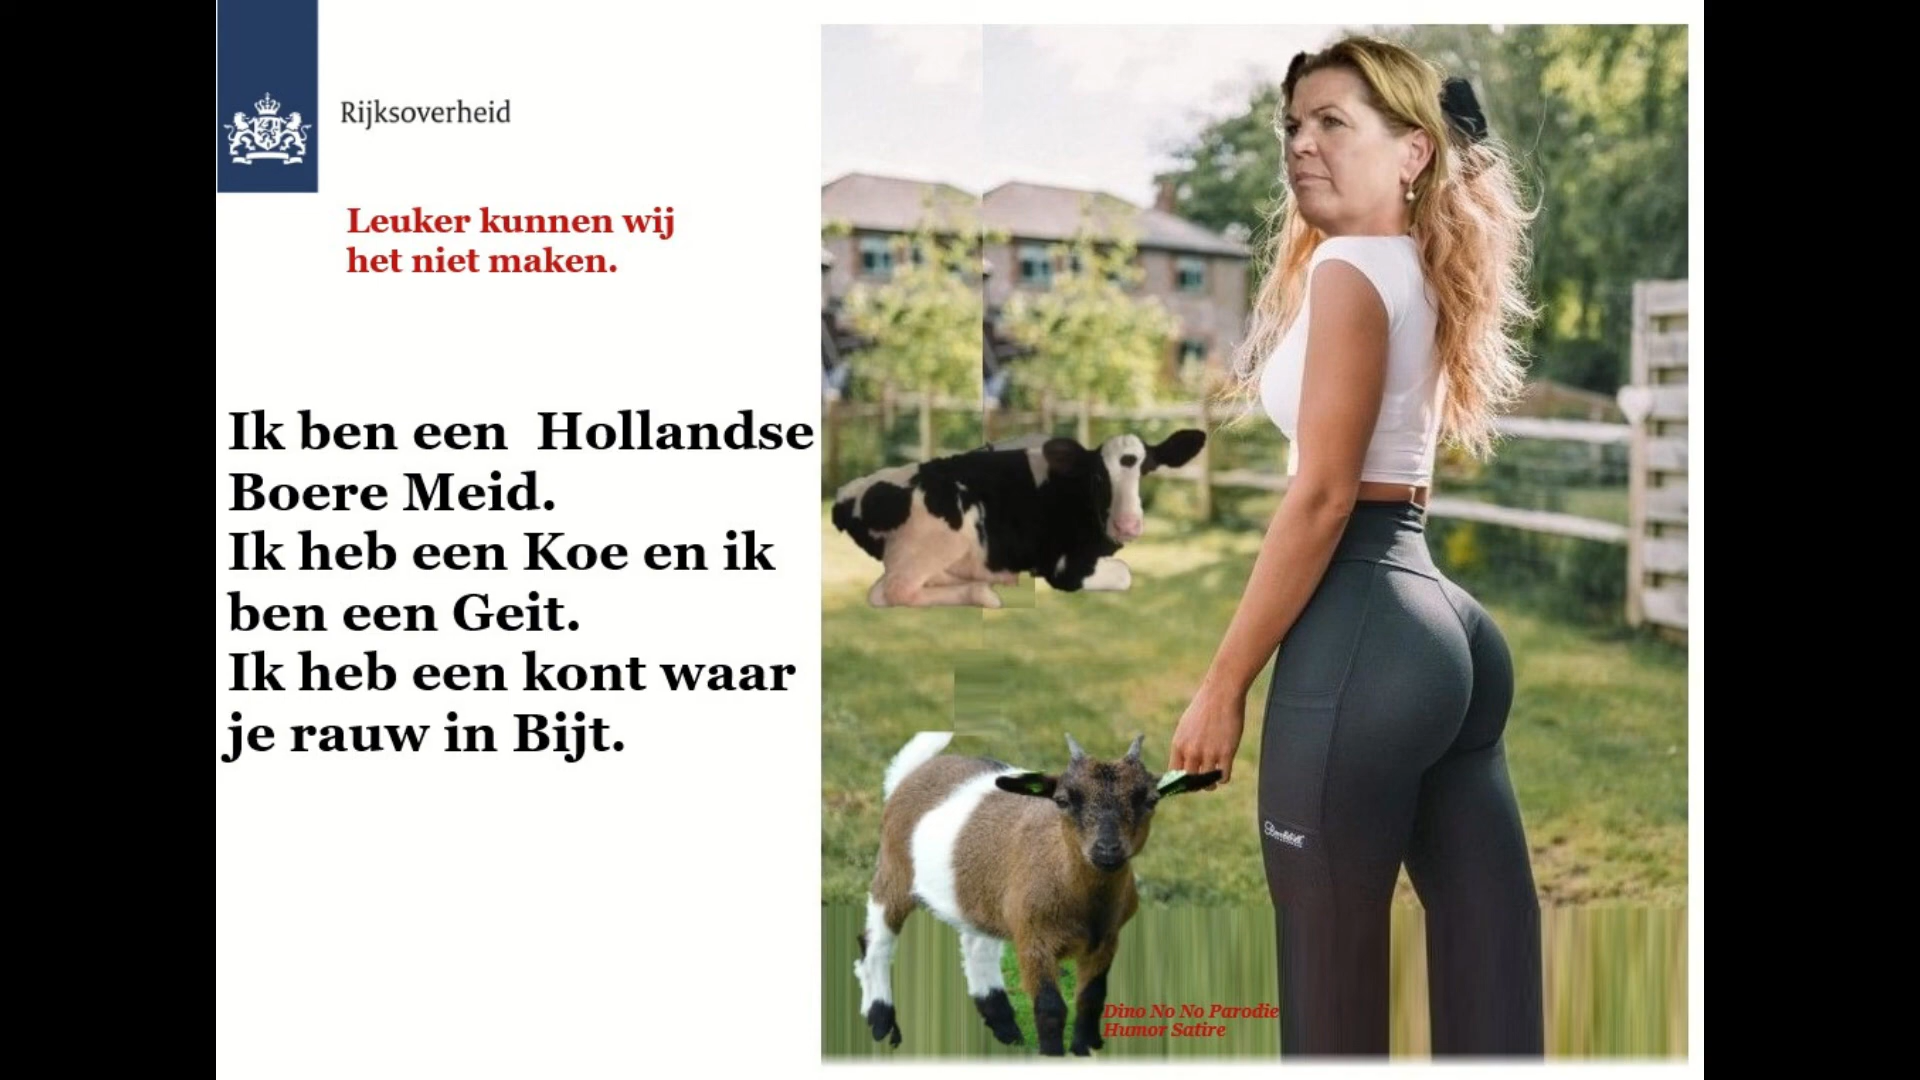 Rijksoverheid
Leuker kunnen wij
het niet maken.
Ik ben een Hollandse
Boere Meid.
Ik heb een Koe en ik
ben een Geit.
Ik heb een kont waar
je rauw in Bijt.
Dino No No Parodie
Humor Satire